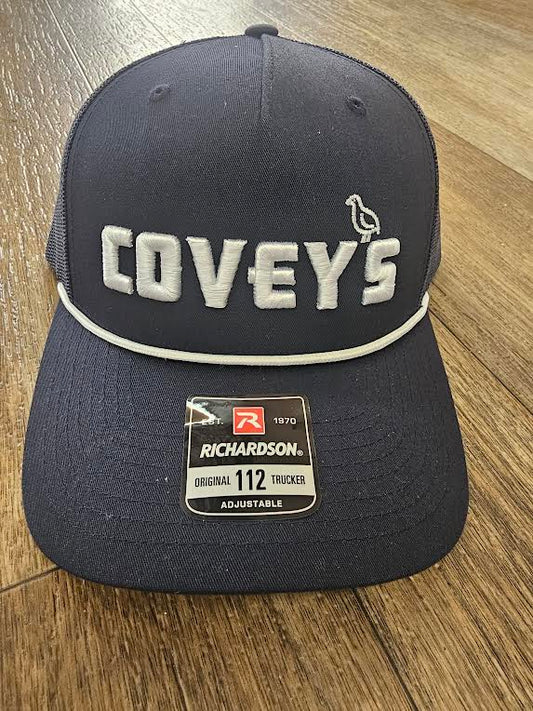 COVEY'S
EST. R 1970
RICHARDSON®
ORIGINAL 112 TRUCKER
ADJUSTABLE